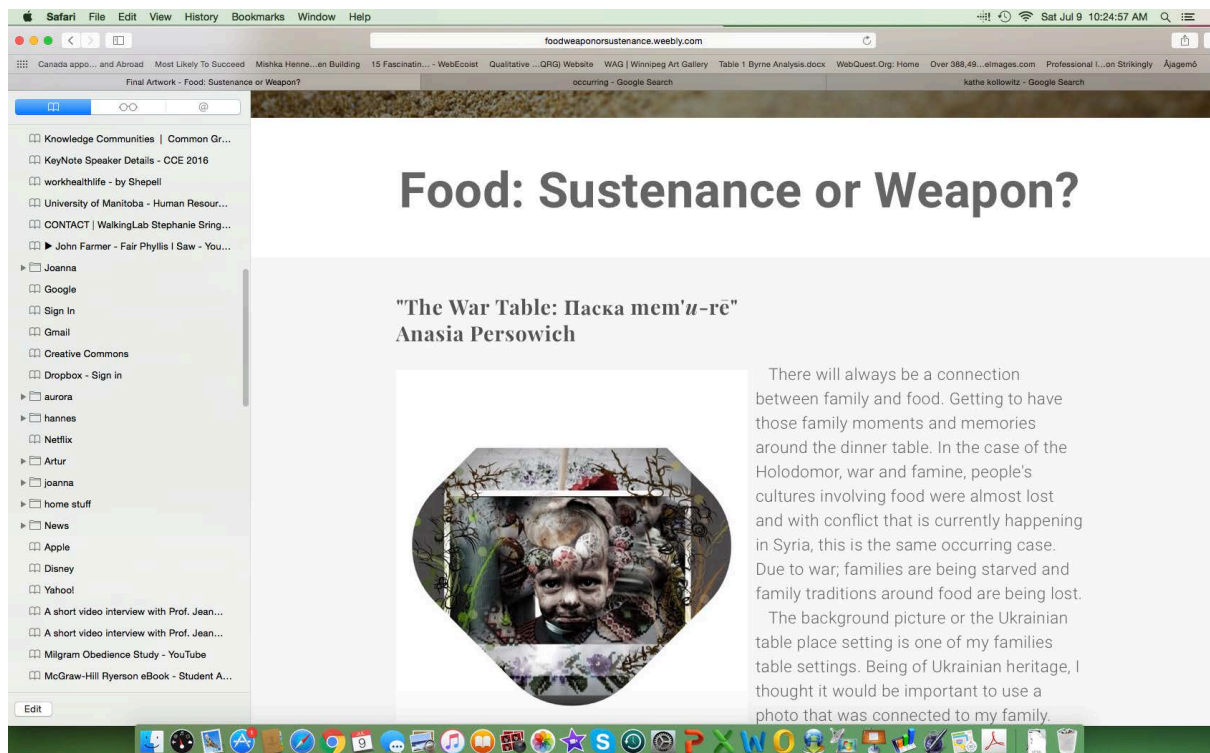 Safari File Edit View History Bookmarks Window Help
Sat Jul 9 10:24:57 AM
foodweaponorsustenance.weebly.com
Canada appo... and Abroad Most Likely To Succeed Mishka Henne...en Building 15 Fascinatin... - WebEcoist Qualitative ...QRG) Website WAG | Winnipeg Art Gallery Table 1 Byrne Analysis.docx WebQuest.Org: Home Over 388,49...eImages.com Professional I...on Strikingly Àjagemô
Final Artwork - Food: Sustenance or Weapon? occurring - Google Search kathe kollowitz - Google Search
@
Knowledge Communities | Common Gr...
KeyNote Speaker Details - CCE 2016
workhealthlife - by Shepell
University of Manitoba - Human Resour...
CONTACT | WalkingLab Stephanie Sring...
▶ John Farmer - Fair Phyllis I Saw - You...
Joanna
Google
Sign In
Gmail
Creative Commons
Dropbox - Sign in
aurora
hannes
Netflix
Artur
joanna
home stuff
News
Apple
Disney
Yahoo!
A short video interview with Prof. Jean...
A short video interview with Prof. Jean...
Milgram Obedience Study - YouTube
McGraw-Hill Ryerson eBook - Student A...
Edit
Food: Sustenance or Weapon?
"The War Table: Паска mem'u-rē"
Anasia Persowich
There will always be a connection
between family and food. Getting to have
those family moments and memories
around the dinner table. In the case of the
Holodomor, war and famine, people's
cultures involving food were almost lost
and with conflict that is currently happening
in Syria, this is the same occurring case.
Due to war; families are being starved and
family traditions around food are being lost.
The background picture or the Ukrainian
table place setting is one of my families
table settings. Being of Ukrainian heritage, I
thought it would be important to use a
photo that was connected to my family.